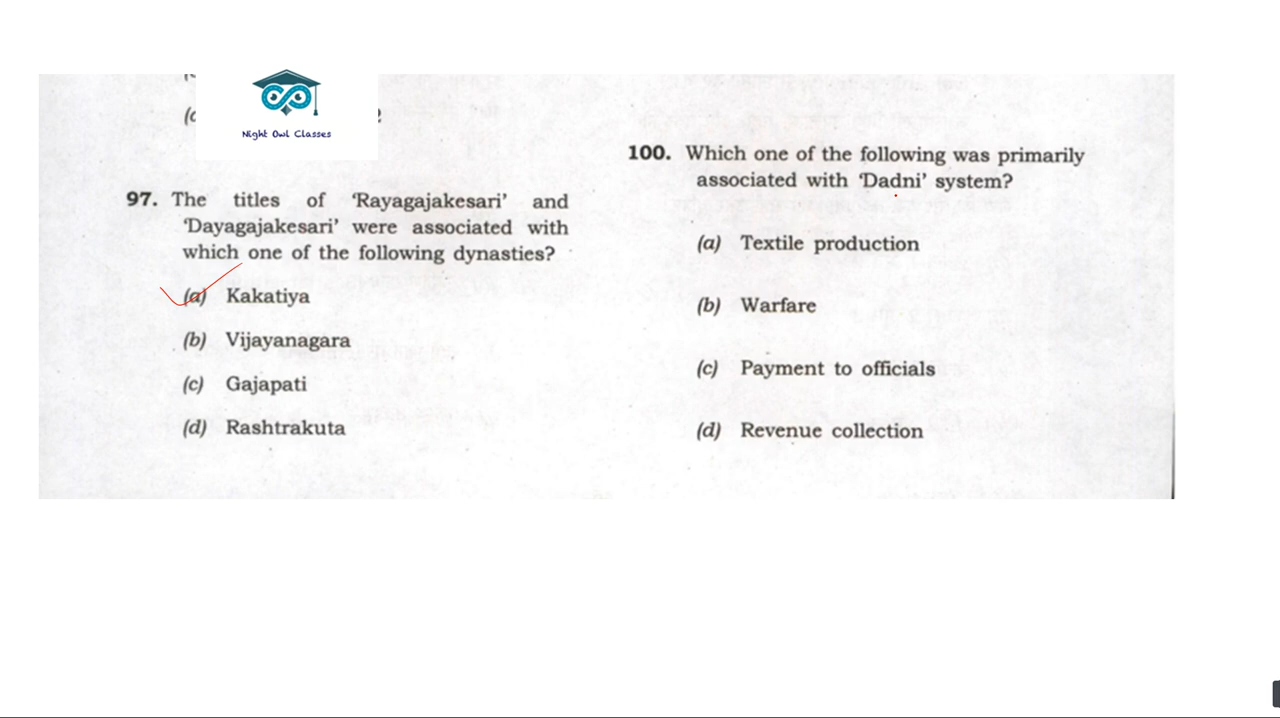 (c
Night Owl Classes
97. The titles of ‘Rayagajakesari’ and
‘Dayagajakesari’ were associated with
which one of the following dynasties?
(a) Kakatiya
(b) Vijayanagara
(c) Gajapati
(d) Rashtrakuta
100. Which one of the following was primarily
associated with ‘Dadni’ system?
(a) Textile production
(b) Warfare
(c) Payment to officials
(d) Revenue collection